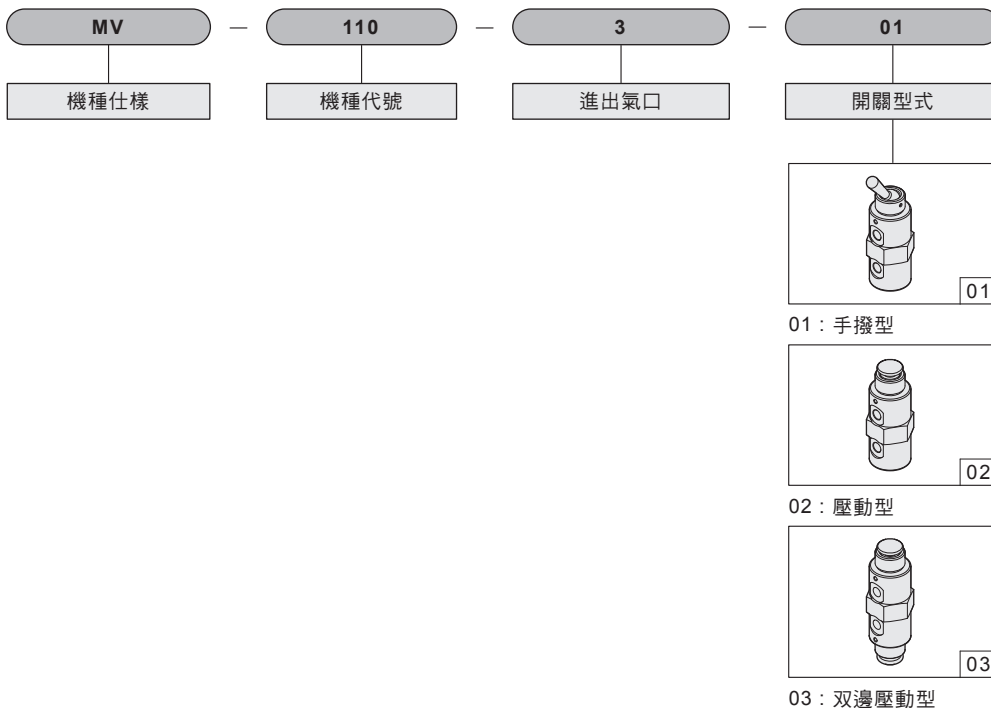 MV — 110 — 3 — 01
機種仕樣 機種代號 進出氣口 開關型式
01
01：手撥型
02
02：壓動型
03
03：双邊壓動型